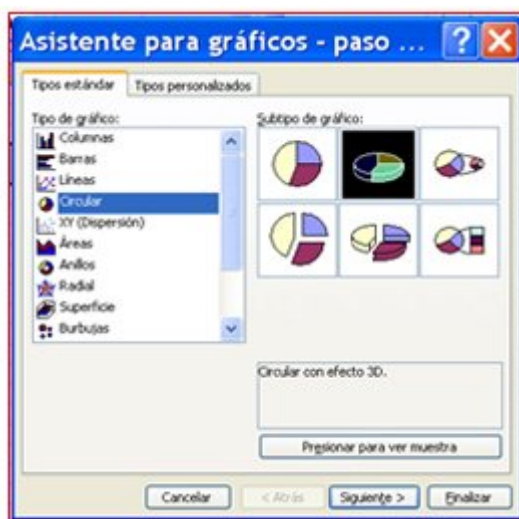 Asistente para gráficos - paso ...
Tipos estándar Tipos personalizados
Tipo de gráfico:
Columnas
Barras
Líneas
Circular
XY (Dispersión)
Áreas
Anillos
Radial
Superficie
Burbujas
Subtipo de gráfico:
Circular con efecto 3D.
Presionar para ver muestra
Cancelar < Atrás Siguiente > Finalizar